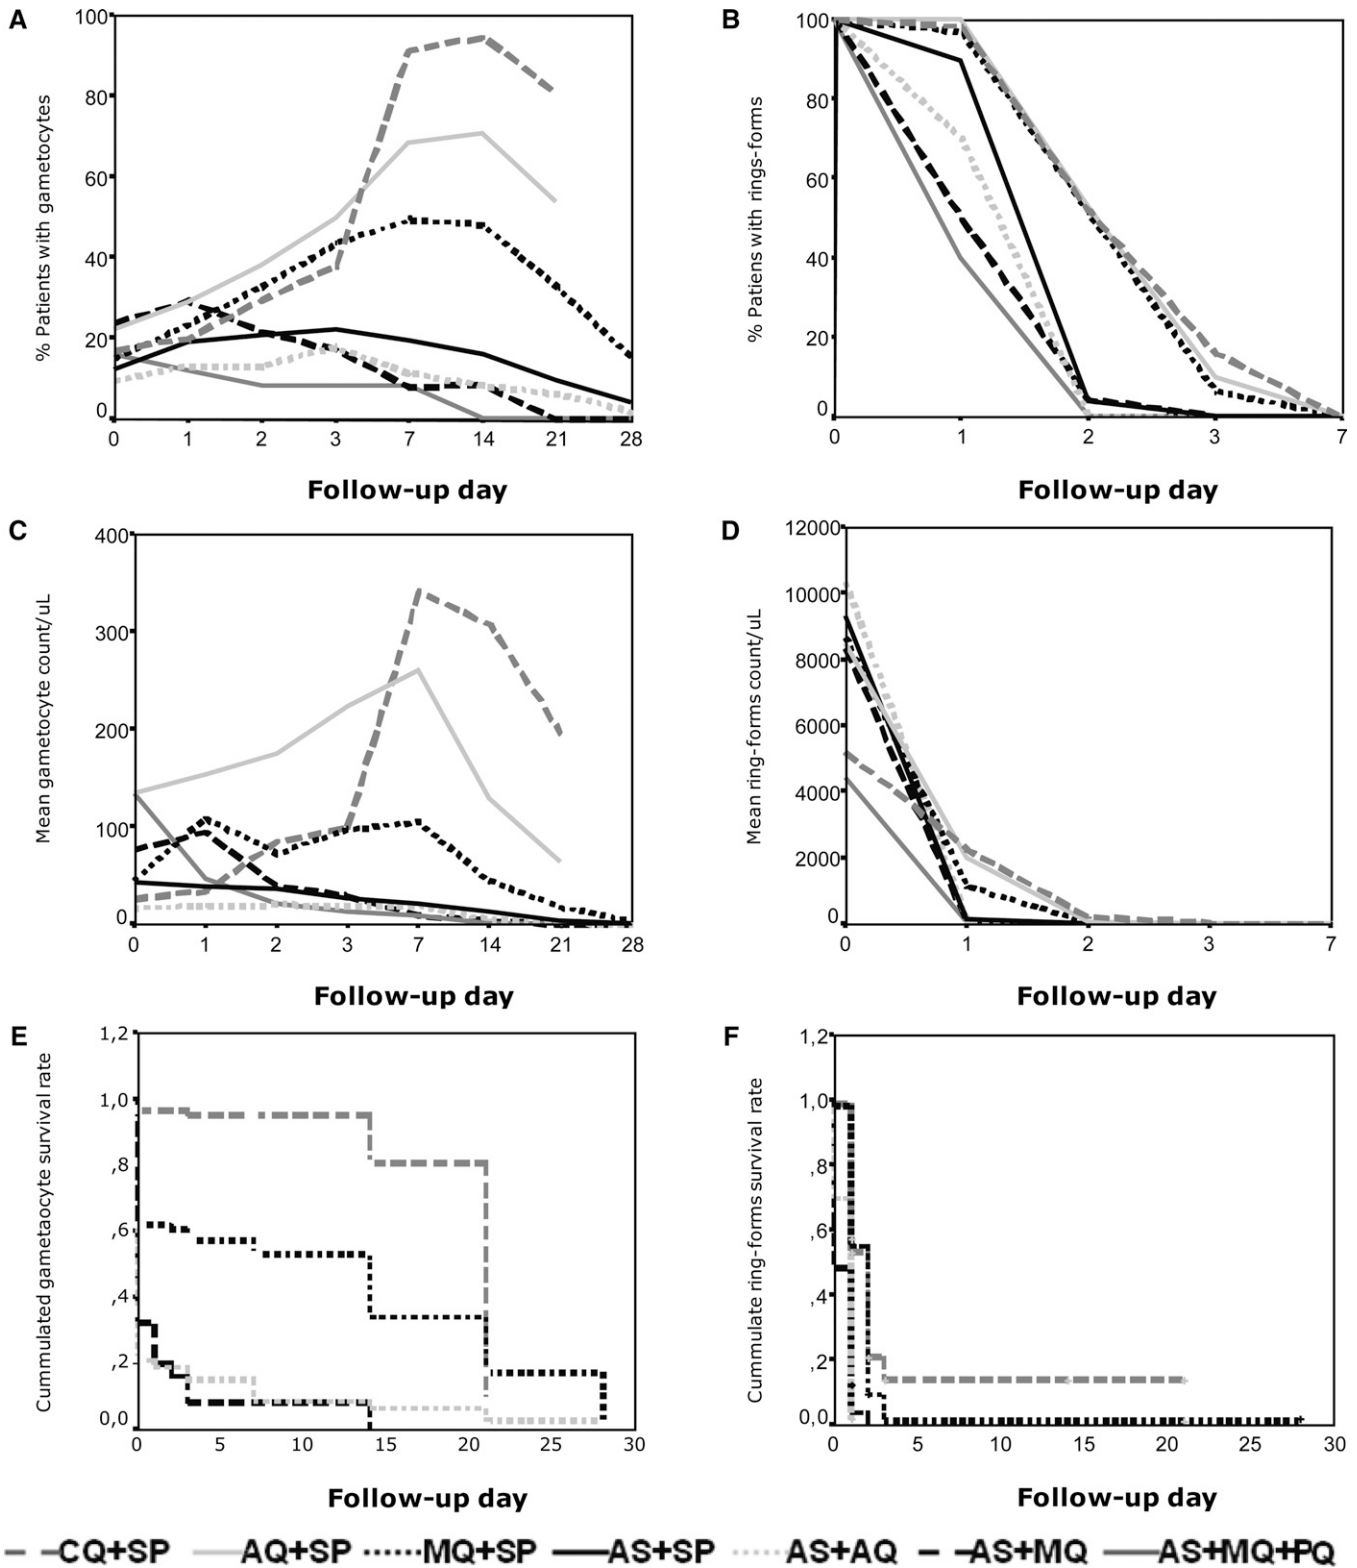 A
% Patients with gametocytes
100
80
60
40
20
0
0 1 2 3 7 14 21 28
Follow-up day
B
% Patiens with rings-forms
100
80
60
40
20
0
0 1 2 3 7
Follow-up day
C
Mean gametocyte count/uL
400
300
200
100
0
0 1 2 3 7 14 21 28
Follow-up day
D
Mean ring-forms count/uL
12000
10000
8000
6000
4000
2000
0
0 1 2 3 7
Follow-up day
E
Cummulated gametaocyte survival rate
1,2
1,0
,8
,6
,4
,2
0,0
0 5 10 15 20 25 30
Follow-up day
F
Cummulate ring-forms survival rate
1,2
1,0
,8
,6
,4
,2
0,0
0 5 10 15 20 25 30
Follow-up day
CQ+SP AQ+SP MQ+SP AS+SP AS+AQ AS+MQ AS+MQ+PQ